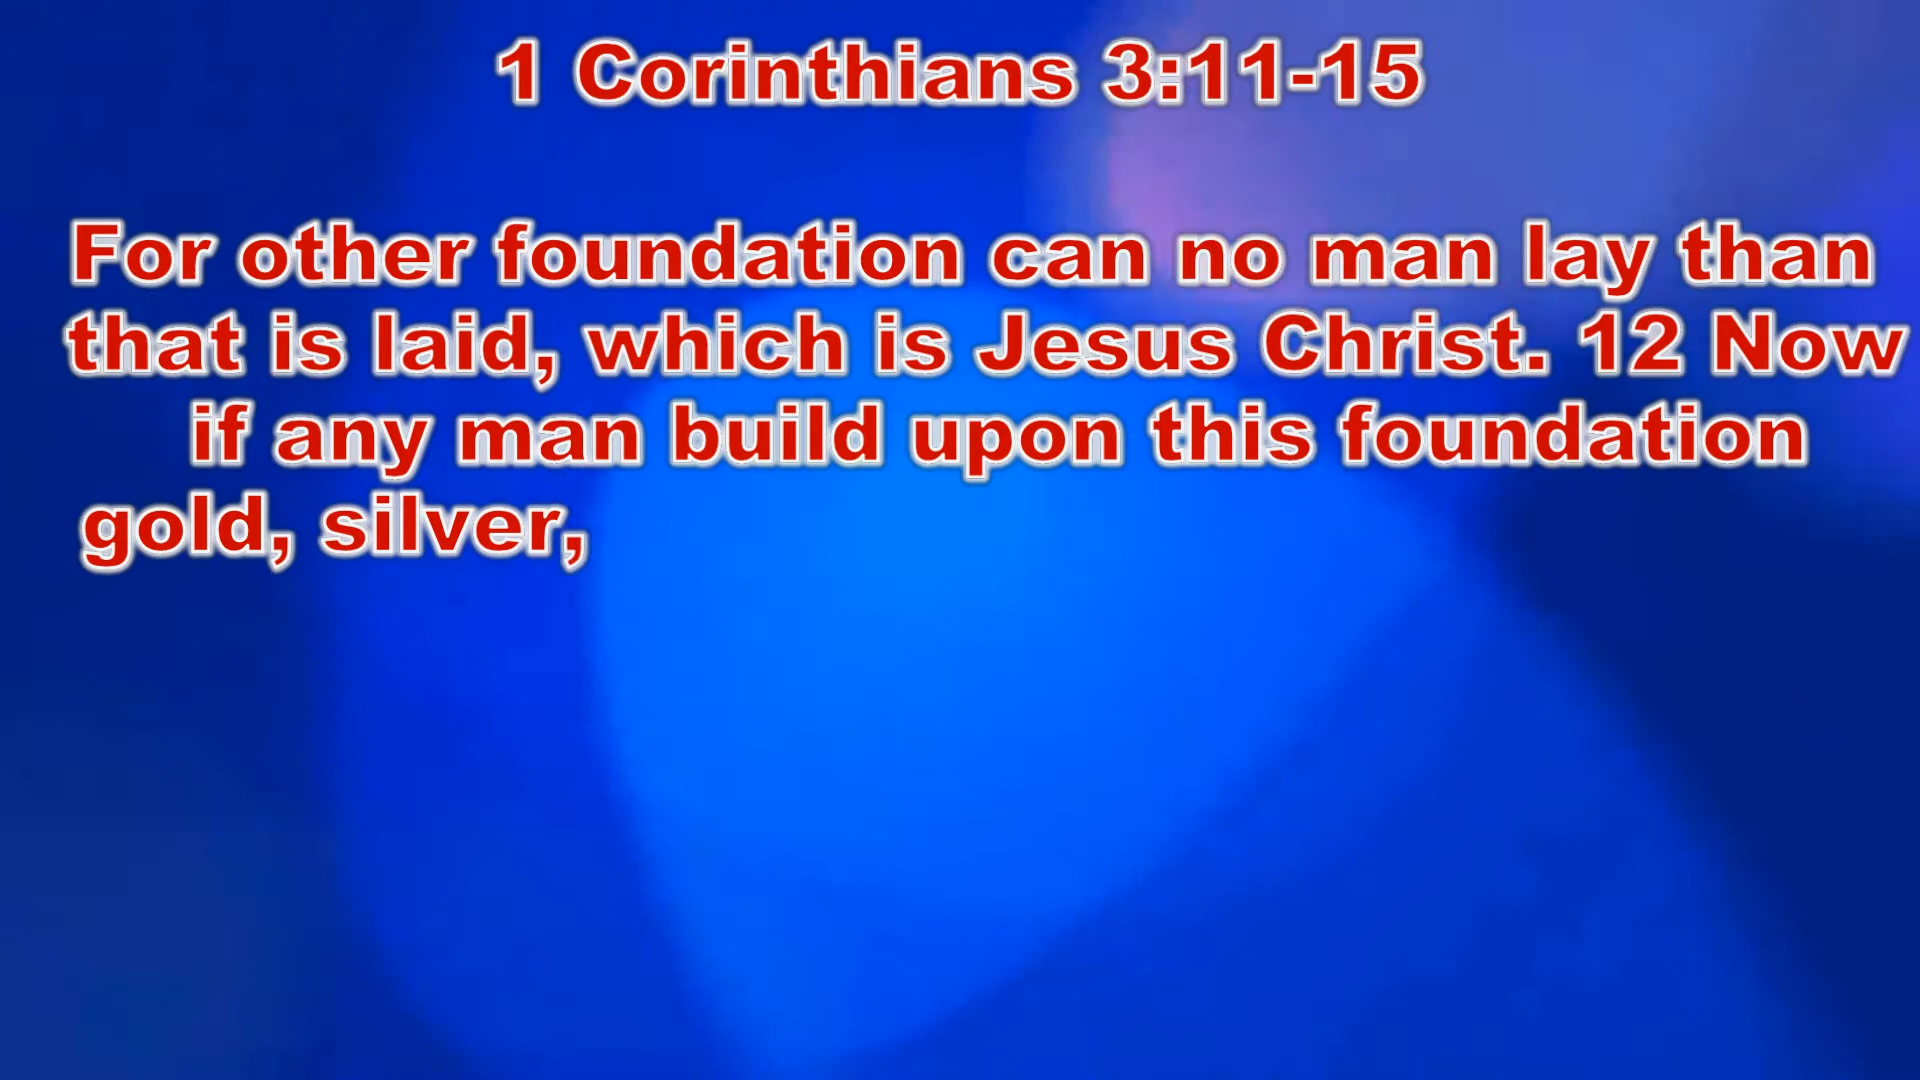 1 Corinthians 3:11-15
For other foundation can no man lay than
that is laid, which is Jesus Christ. 12 Now
if any man build upon this foundation
gold, silver,